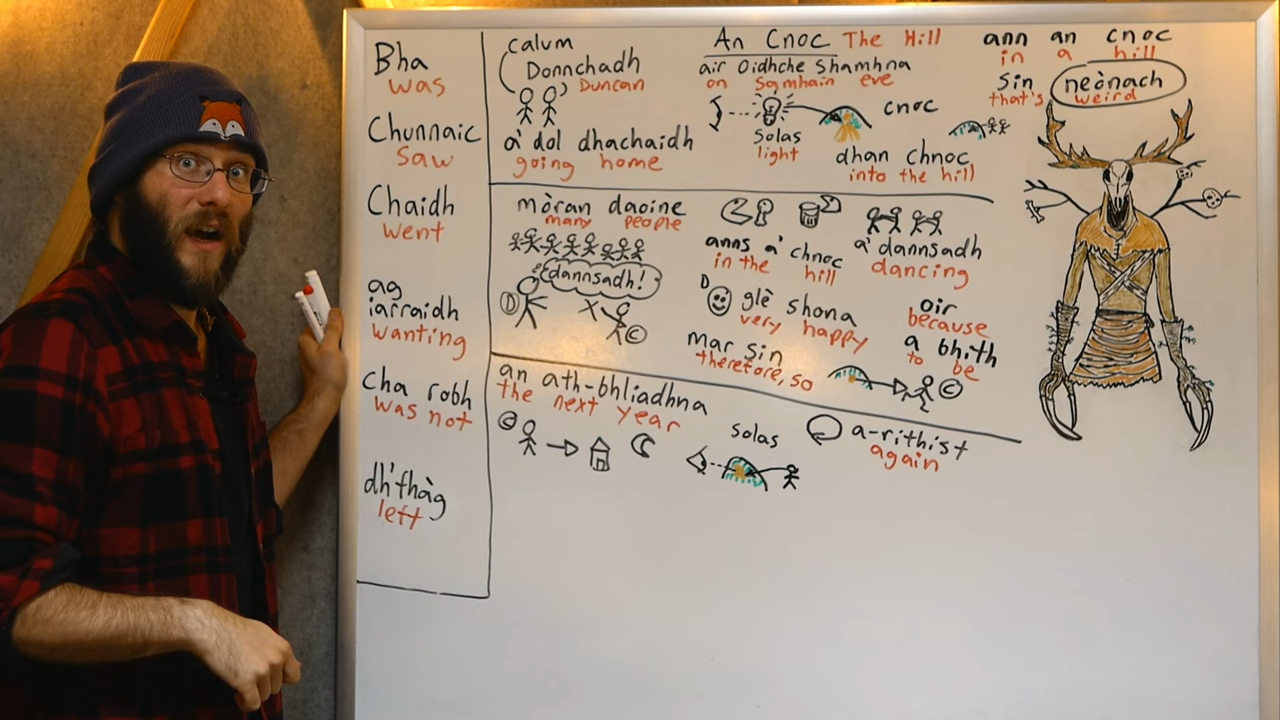 Bha
was
Chunnaic
Saw
Chaidh
went
ag
iarraidh
wanting
cha robh
was not
dh'fhàg
left
calum
Donnchadh
Duncan
a' dol dhachaidh
going home
An Cnoc The Hill
air Oidhche Shamhna
on Samhain eve
Solas
light
cnoc
dhan chnoc
into the hill
ann an cnoc
in a hill
Sin neònach
that's weird
mòran daoine
many people
dannsadh!
D
C
anns a' chnoc
in the hill
a' dannsadh
dancing
D
glè shona
very happy
oir
because
a bhith
to be
mar sin
therefore, so
C
an ath-bhliadhna
the next year
C
Solas
a-rithist
again